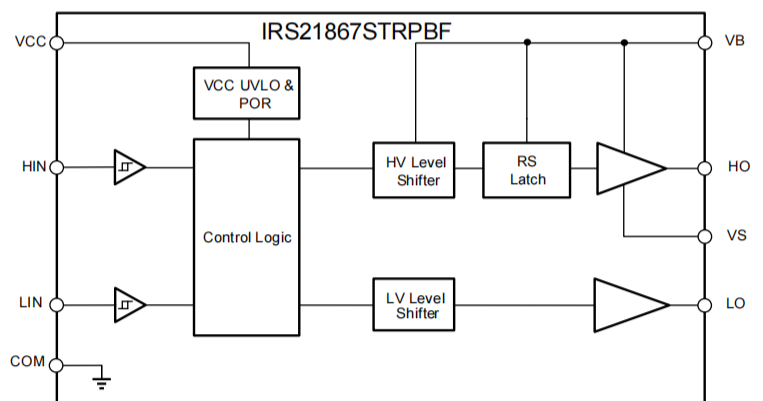 IRS21867STRPBF
VCC
VB
VCC UVLO &
POR
HIN
HV Level
Shifter
RS
Latch
HO
Control Logic
VS
LIN
LV Level
Shifter
LO
COM